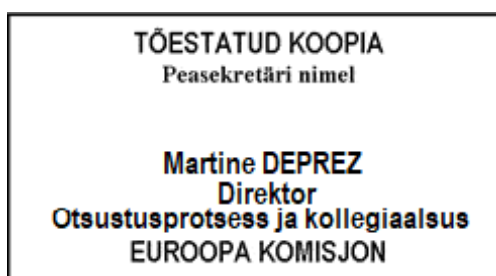 TÕESTATUD KOOPIA
Peasekretäri nimel
Martine DEPREZ
Direktor
Otsustusprotsess ja kollegiaalsus
EUROOPA KOMISJON